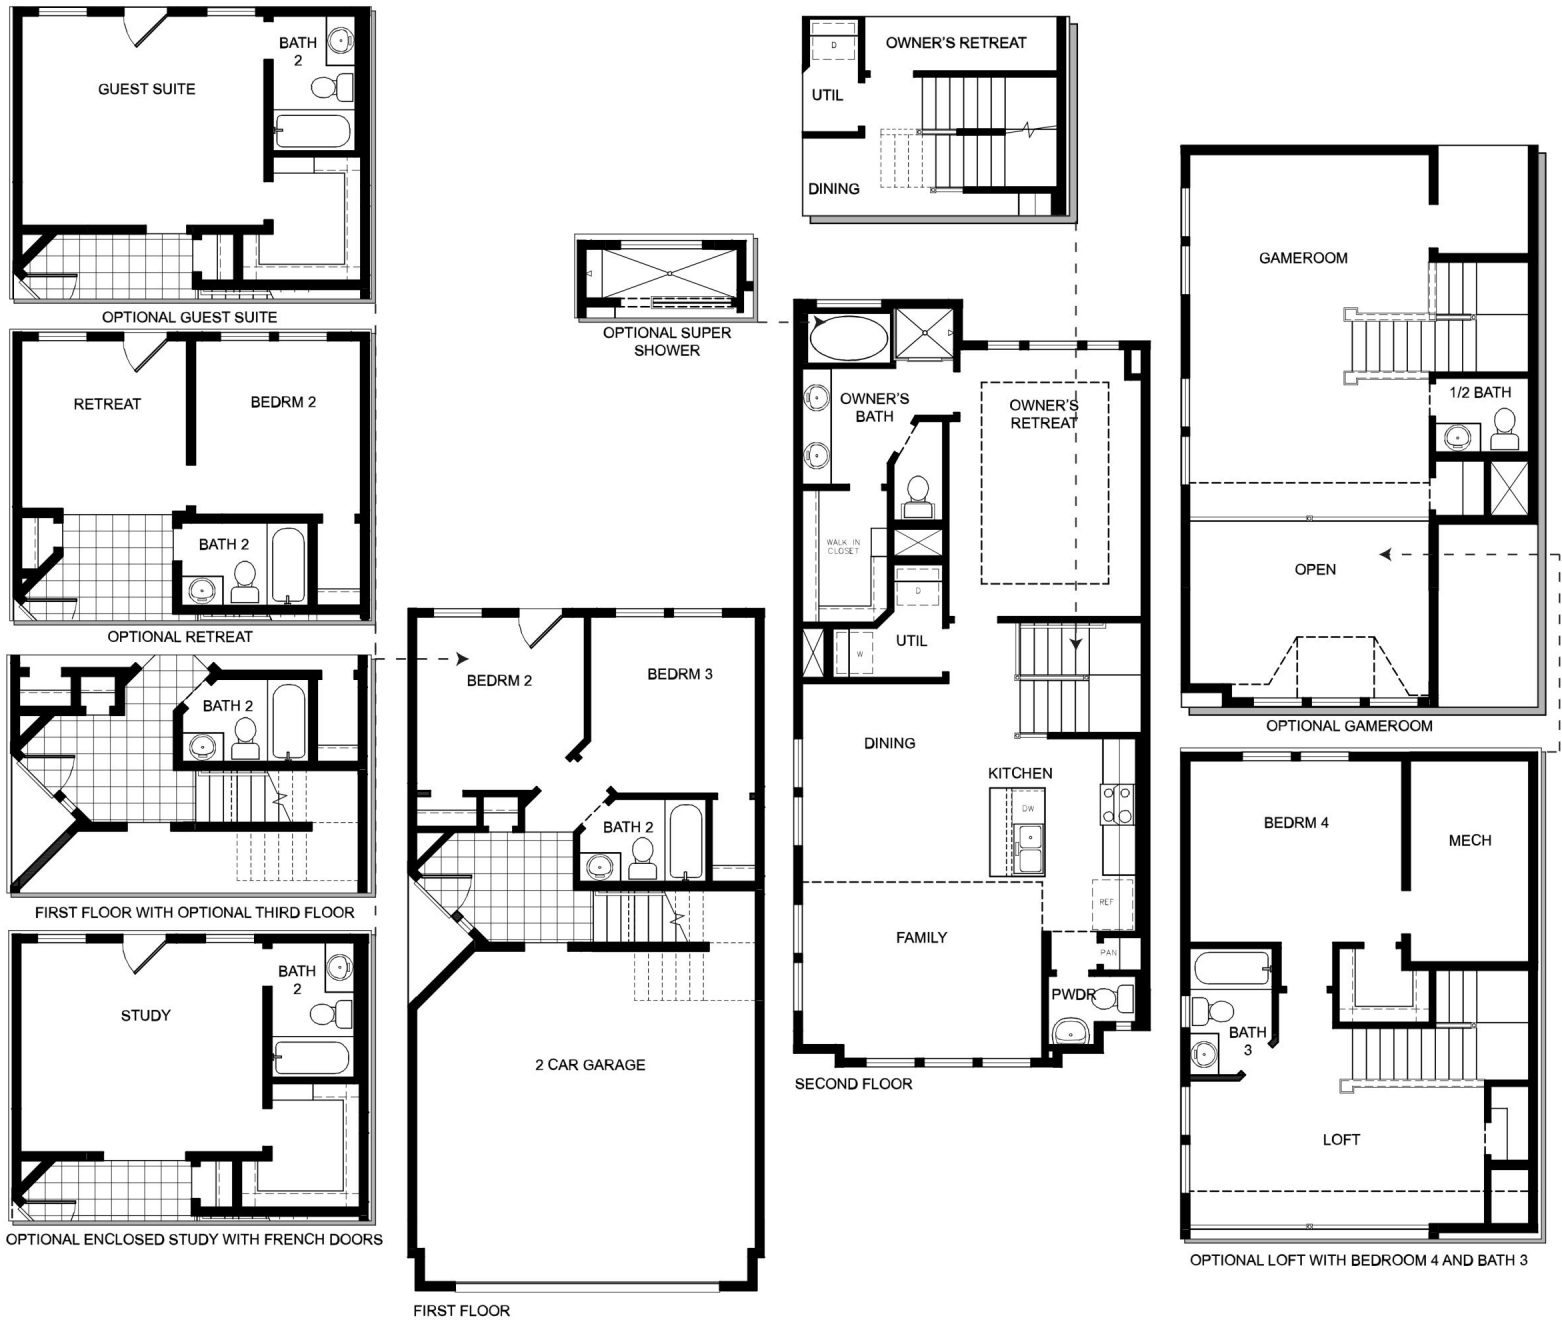 GUEST SUITE
BATH
2
OPTIONAL GUEST SUITE
RETREAT
BEDRM 2
BATH 2
OPTIONAL RETREAT
BATH 2
FIRST FLOOR WITH OPTIONAL THIRD FLOOR
STUDY
BATH
2
OPTIONAL ENCLOSED STUDY WITH FRENCH DOORS
BEDRM 2
BEDRM 3
BATH 2
2 CAR GARAGE
FIRST FLOOR
OPTIONAL SUPER
SHOWER
D
OWNER'S RETREAT
UTIL
DINING
OWNER'S
BATH
OWNER'S
RETREAT
WALK IN
CLOSET
D
UTIL
W
DINING
KITCHEN
DW
REF
FAMILY
PAN
PWDR
SECOND FLOOR
GAMEROOM
1/2 BATH
OPEN
OPTIONAL GAMEROOM
BEDRM 4
MECH
BATH
3
LOFT
OPTIONAL LOFT WITH BEDROOM 4 AND BATH 3